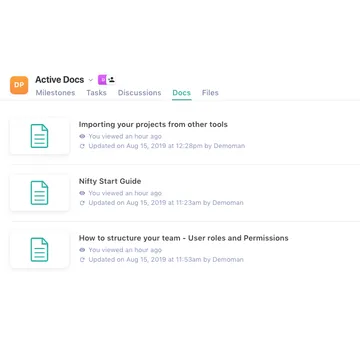 DP
Active Docs
Milestones Tasks Discussions Docs Files
Importing your projects from other tools
You viewed an hour ago
Updated on Aug 15, 2019 at 12:28pm by Demoman
Nifty Start Guide
You viewed an hour ago
Updated on Aug 15, 2019 at 11:23am by Demoman
How to structure your team - User roles and Permissions
You viewed an hour ago
Updated on Aug 15, 2019 at 11:53am by Demoman